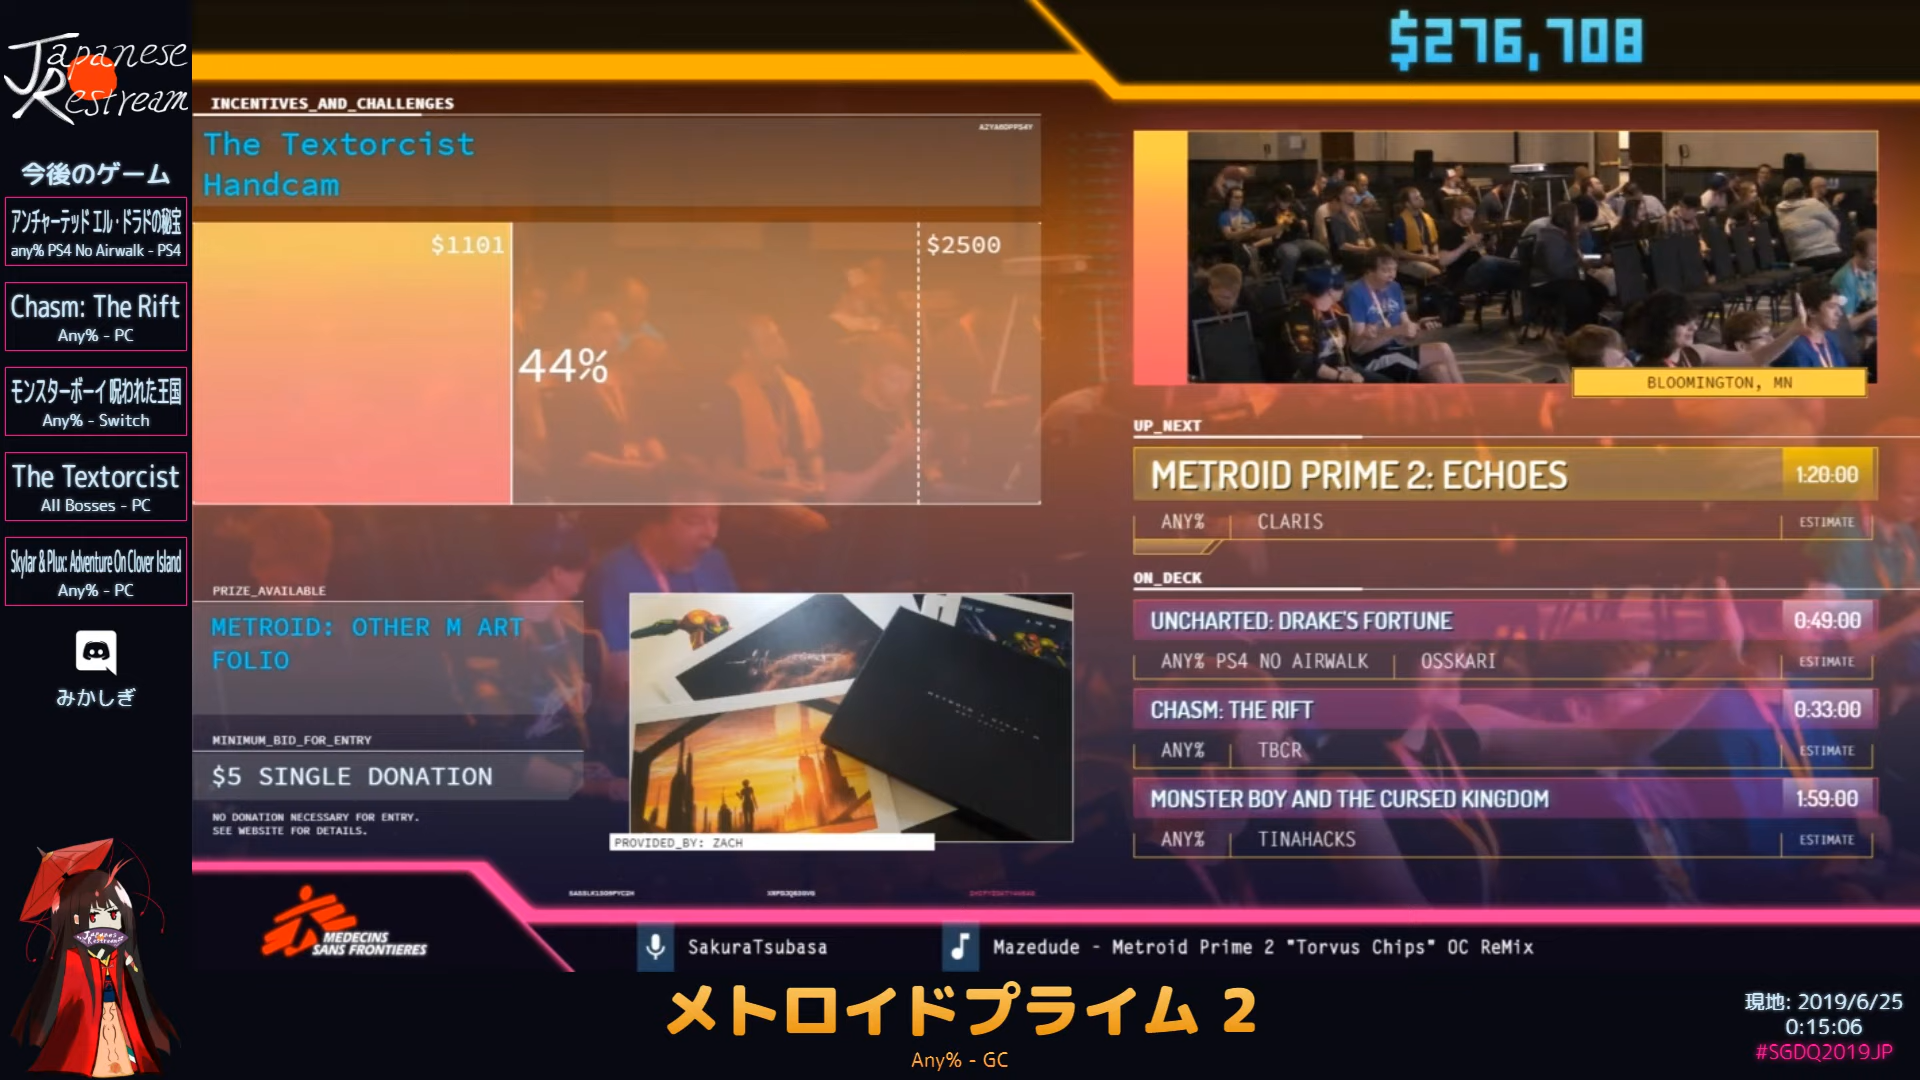 Japanese
Restream
今後のゲーム
アンチャーテッド エル・ドラドの秘宝
any% PS4 No Airwalk - PS4
Chasm: The Rift
Any% - PC
モンスターボーイ 呪われた王国
Any% - Switch
The Textorcist
All Bosses - PC
Skylar & Plux: Adventure On Clover Island
Any% - PC
みかしぎ
$276,708
INCENTIVES_AND_CHALLENGES
The Textorcist
Handcam
$1101
$2500
44%
PRIZE_AVAILABLE
METROID: OTHER M ART
FOLIO
MINIMUM_BID_FOR_ENTRY
$5 SINGLE DONATION
NO DONATION NECESSARY FOR ENTRY.
SEE WEBSITE FOR DETAILS.
PROVIDED_BY: ZACH
BLOOMINGTON, MN
UP_NEXT
METROID PRIME 2: ECHOES
1:20:00
ANY%
CLARIS
ESTIMATE
ON_DECK
UNCHARTED: DRAKE'S FORTUNE
0:49:00
ANY% PS4 NO AIRWALK
OSSKARI
ESTIMATE
CHASM: THE RIFT
0:33:00
ANY%
TBCR
ESTIMATE
MONSTER BOY AND THE CURSED KINGDOM
1:59:00
ANY%
TINAHACKS
ESTIMATE
MEDECINS
SANS FRONTIERES
SakuraTsubasa
Mazedude - Metroid Prime 2 "Torvus Chips" OC ReMix
メトロイドプライム 2
Any% - GC
現地: 2019/6/25
0:15:06
#SGDQ2019JP